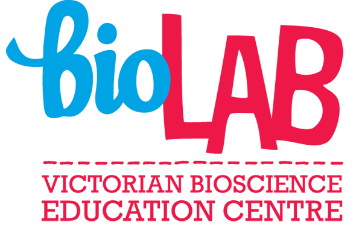 bioLAB
VICTORIAN BIOSCIENCE
EDUCATION CENTRE